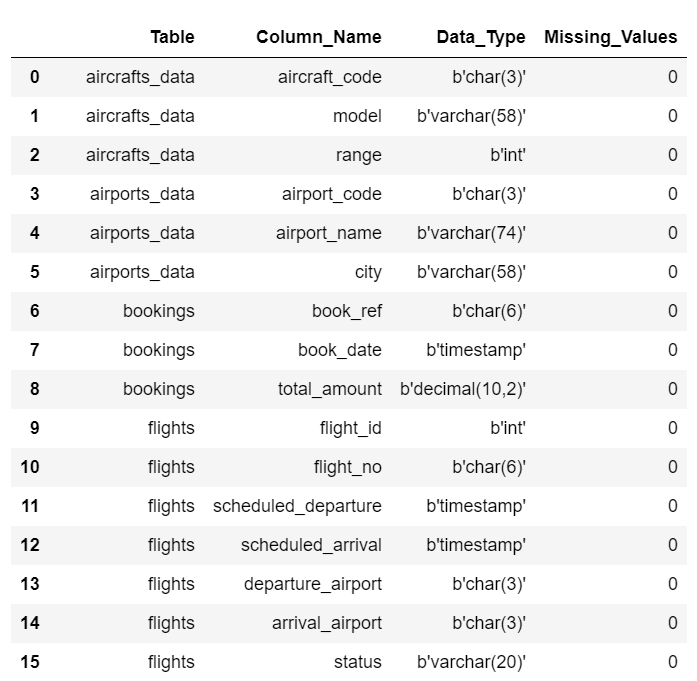 Table Column_Name Data_Type Missing_Values
0 aircrafts_data aircraft_code b'char(3)' 0
1 aircrafts_data model b'varchar(58)' 0
2 aircrafts_data range b'int' 0
3 airports_data airport_code b'char(3)' 0
4 airports_data airport_name b'varchar(74)' 0
5 airports_data city b'varchar(58)' 0
6 bookings book_ref b'char(6)' 0
7 bookings book_date b'timestamp' 0
8 bookings total_amount b'decimal(10,2)' 0
9 flights flight_id b'int' 0
10 flights flight_no b'char(6)' 0
11 flights scheduled_departure b'timestamp' 0
12 flights scheduled_arrival b'timestamp' 0
13 flights departure_airport b'char(3)' 0
14 flights arrival_airport b'char(3)' 0
15 flights status b'varchar(20)' 0